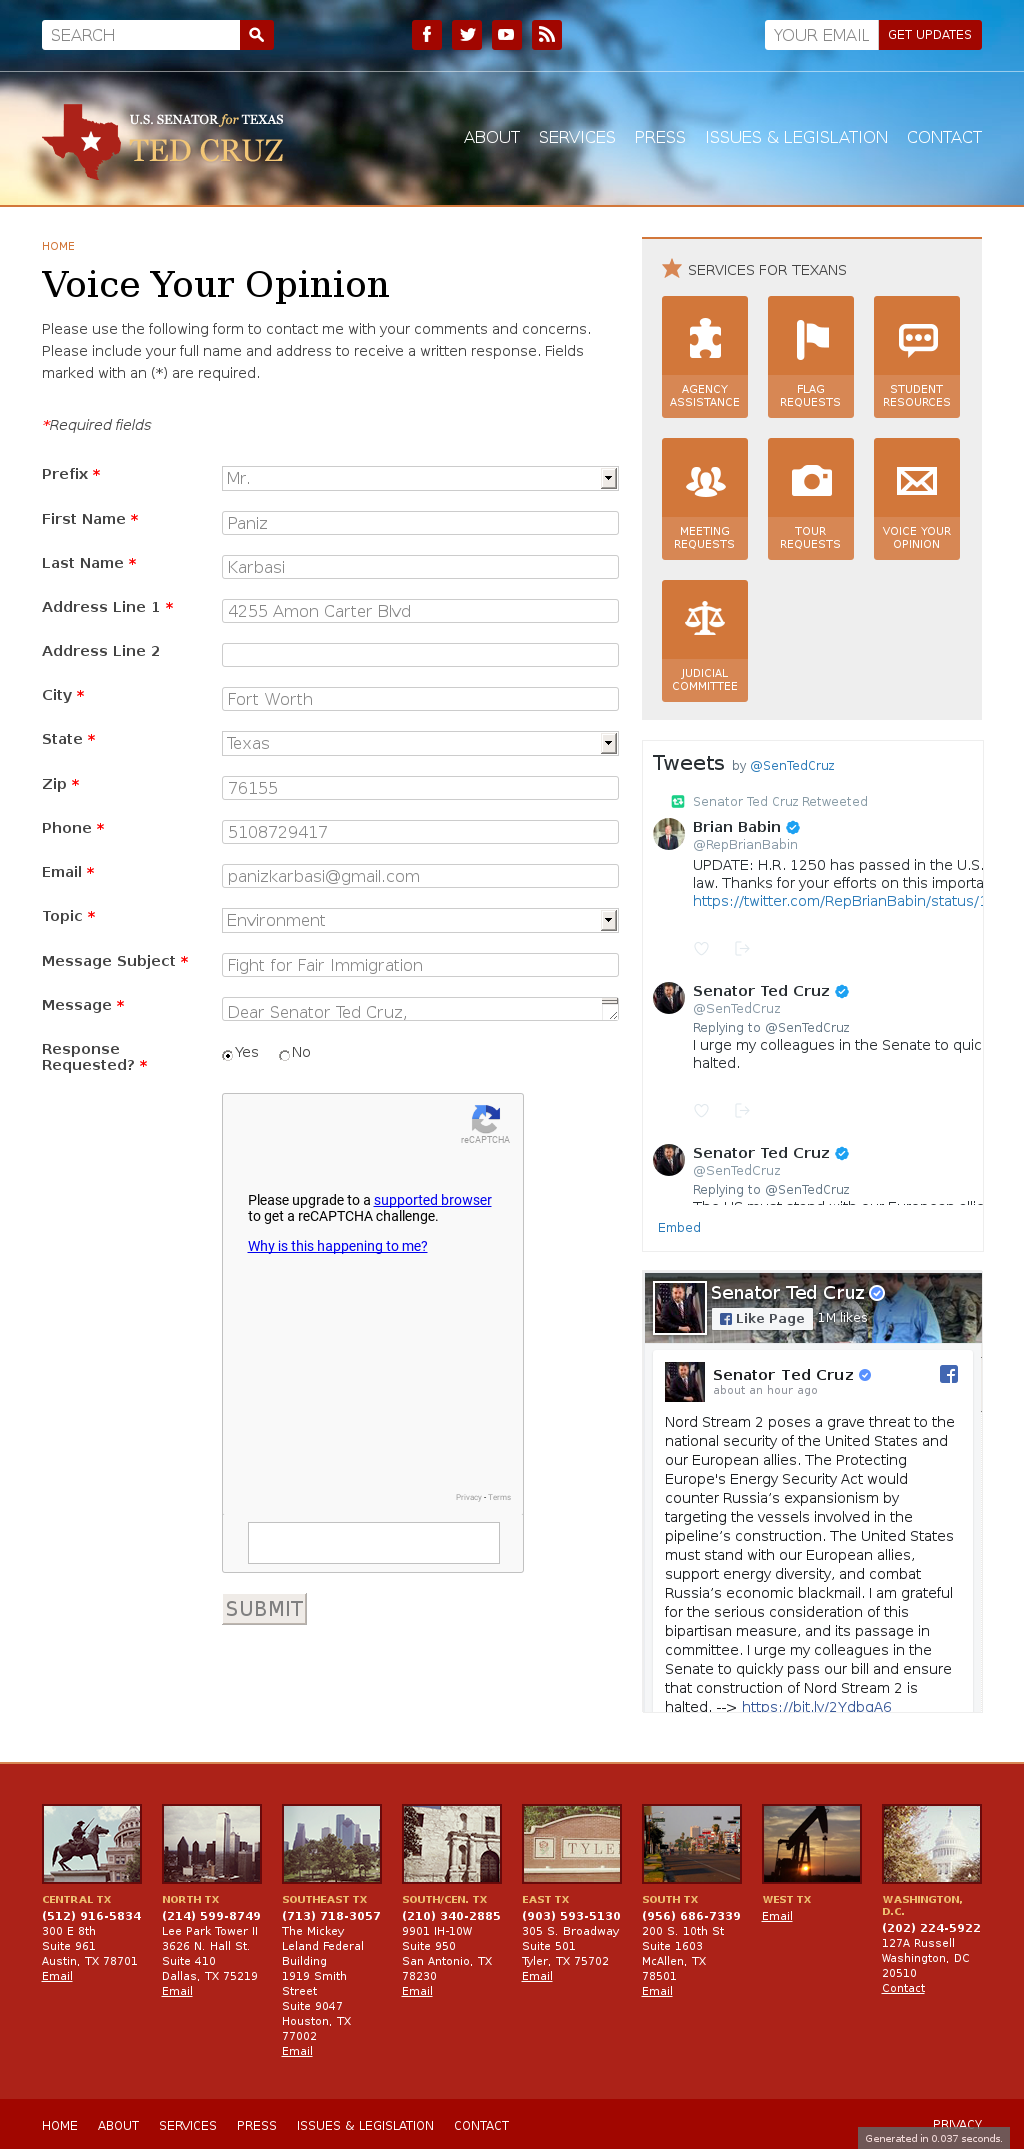 SEARCH
YOUR EMAIL
GET UPDATES
U.S. SENATOR for TEXAS
TED CRUZ
ABOUT SERVICES PRESS ISSUES & LEGISLATION CONTACT
HOME
Voice Your Opinion
Please use the following form to contact me with your comments and concerns.
Please include your full name and address to receive a written response. Fields
marked with an (*) are required.
*Required fields
Prefix *
Mr.
First Name *
Paniz
Last Name *
Karbasi
Address Line 1 *
4255 Amon Carter Blvd
Address Line 2
City *
Fort Worth
State *
Texas
Zip *
76155
Phone *
5108729417
Email *
panizkarbasi@gmail.com
Topic *
Environment
Message Subject *
Fight for Fair Immigration
Message *
Dear Senator Ted Cruz,
Response
Requested? *
Yes No
reCAPTCHA
Please upgrade to a supported browser
to get a reCAPTCHA challenge.
Why is this happening to me?
Privacy - Terms
SUBMIT
SERVICES FOR TEXANS
AGENCY
ASSISTANCE
FLAG
REQUESTS
STUDENT
RESOURCES
MEETING
REQUESTS
TOUR
REQUESTS
VOICE YOUR
OPINION
JUDICIAL
COMMITTEE
Tweets by @SenTedCruz
Senator Ted Cruz Retweeted
Brian Babin
@RepBrianBabin
UPDATE: H.R. 1250 has passed in the U.S.
law. Thanks for your efforts on this importa
https://twitter.com/RepBrianBabin/status/1
Senator Ted Cruz
@SenTedCruz
Replying to @SenTedCruz
I urge my colleagues in the Senate to quic
halted.
Senator Ted Cruz
@SenTedCruz
Replying to @SenTedCruz
The US must stand with our European allie
Embed
Senator Ted Cruz
Like Page
1M likes
Senator Ted Cruz
about an hour ago
Nord Stream 2 poses a grave threat to the
national security of the United States and
our European allies. The Protecting
Europe's Energy Security Act would
counter Russia’s expansionism by
targeting the vessels involved in the
pipeline’s construction. The United States
must stand with our European allies,
support energy diversity, and combat
Russia’s economic blackmail. I am grateful
for the serious consideration of this
bipartisan measure, and its passage in
committee. I urge my colleagues in the
Senate to quickly pass our bill and ensure
that construction of Nord Stream 2 is
halted. --> https://bit.ly/2YdbqA6
TYLE
CENTRAL TX
(512) 916-5834
300 E 8th
Suite 961
Austin, TX 78701
Email
NORTH TX
(214) 599-8749
Lee Park Tower II
3626 N. Hall St.
Suite 410
Dallas, TX 75219
Email
SOUTHEAST TX
(713) 718-3057
The Mickey
Leland Federal
Building
1919 Smith
Street
Suite 9047
Houston, TX
77002
Email
SOUTH/CEN. TX
(210) 340-2885
9901 IH-10W
Suite 950
San Antonio, TX
78230
Email
EAST TX
(903) 593-5130
305 S. Broadway
Suite 501
Tyler, TX 75702
Email
SOUTH TX
(956) 686-7339
200 S. 10th St
Suite 1603
McAllen, TX
78501
Email
WEST TX
Email
WASHINGTON,
D.C.
(202) 224-5922
127A Russell
Washington, DC
20510
Contact
HOME ABOUT SERVICES PRESS ISSUES & LEGISLATION CONTACT
PRIVACY
Generated in 0.037 seconds.